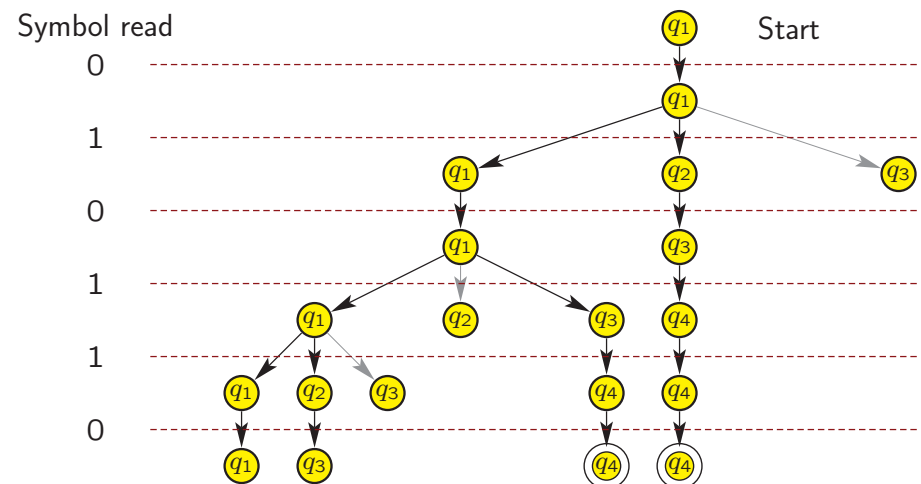 Symbol read q1 Start
0
q1
1
q1 q2 q3
0
q1 q3
1
q1 q2 q3 q4
1
q1 q2 q3 q4 q4
0
q1 q3 q4 q4